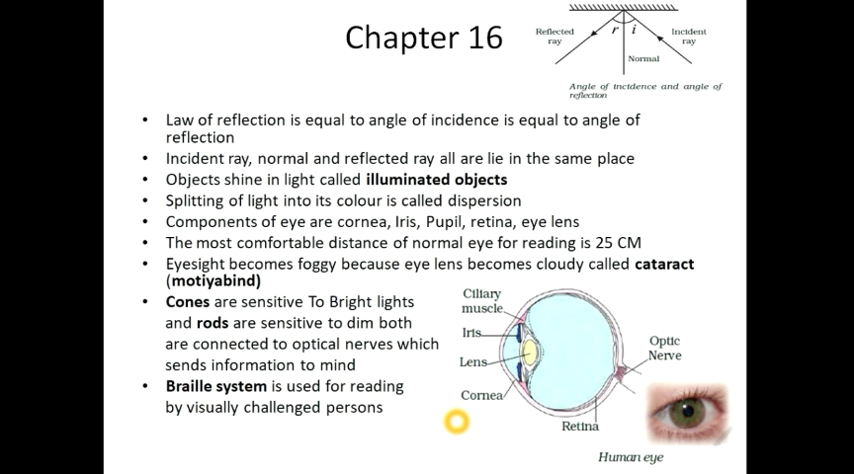 Chapter 16
Reflected
ray
r
i
Incident
ray
Normal
Angle of incidence and angle of
reflection
• Law of reflection is equal to angle of incidence is equal to angle of
reflection
• Incident ray, normal and reflected ray all are lie in the same place
• Objects shine in light called illuminated objects
• Splitting of light into its colour is called dispersion
• Components of eye are cornea, Iris, Pupil, retina, eye lens
• The most comfortable distance of normal eye for reading is 25 CM
• Eyesight becomes foggy because eye lens becomes cloudy called cataract
(motiyabind)
• Cones are sensitive To Bright lights
and rods are sensitive to dim both
are connected to optical nerves which
sends information to mind
• Braille system is used for reading
by visually challenged persons
Ciliary
muscle
Iris
Lens
Cornea
Optic
Nerve
Retina
Human eye